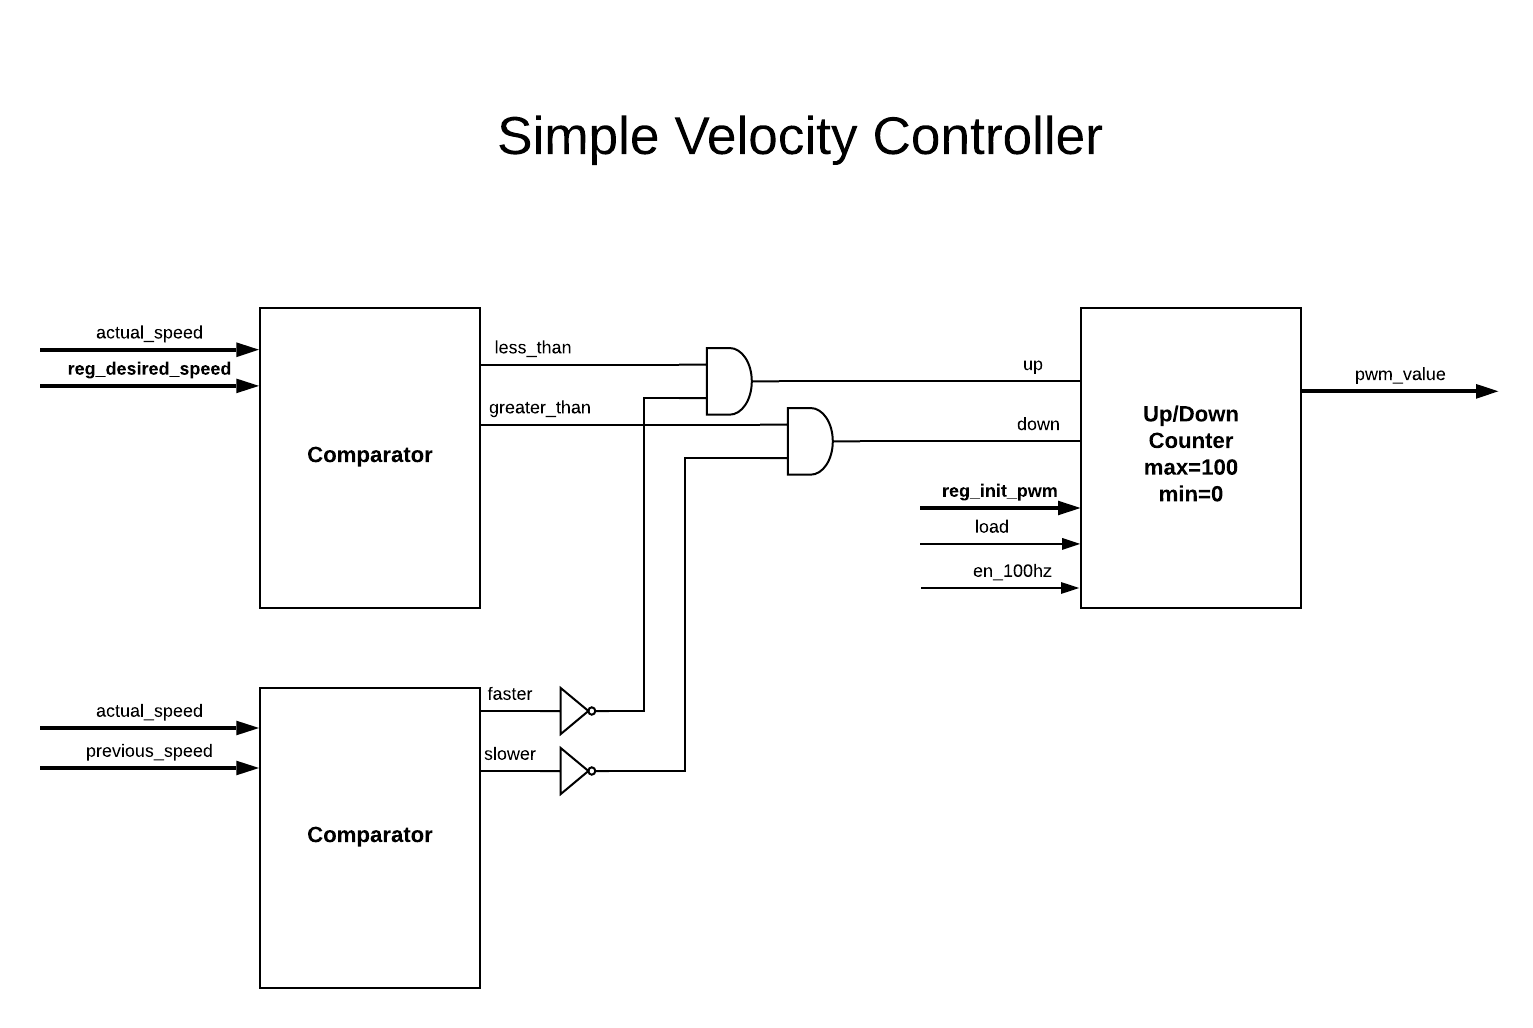 Simple Velocity Controller
actual_speed
reg_desired_speed
Comparator
less_than
greater_than
up
down
reg_init_pwm
load
en_100hz
Up/Down
Counter
max=100
min=0
pwm_value
actual_speed
previous_speed
Comparator
faster
slower